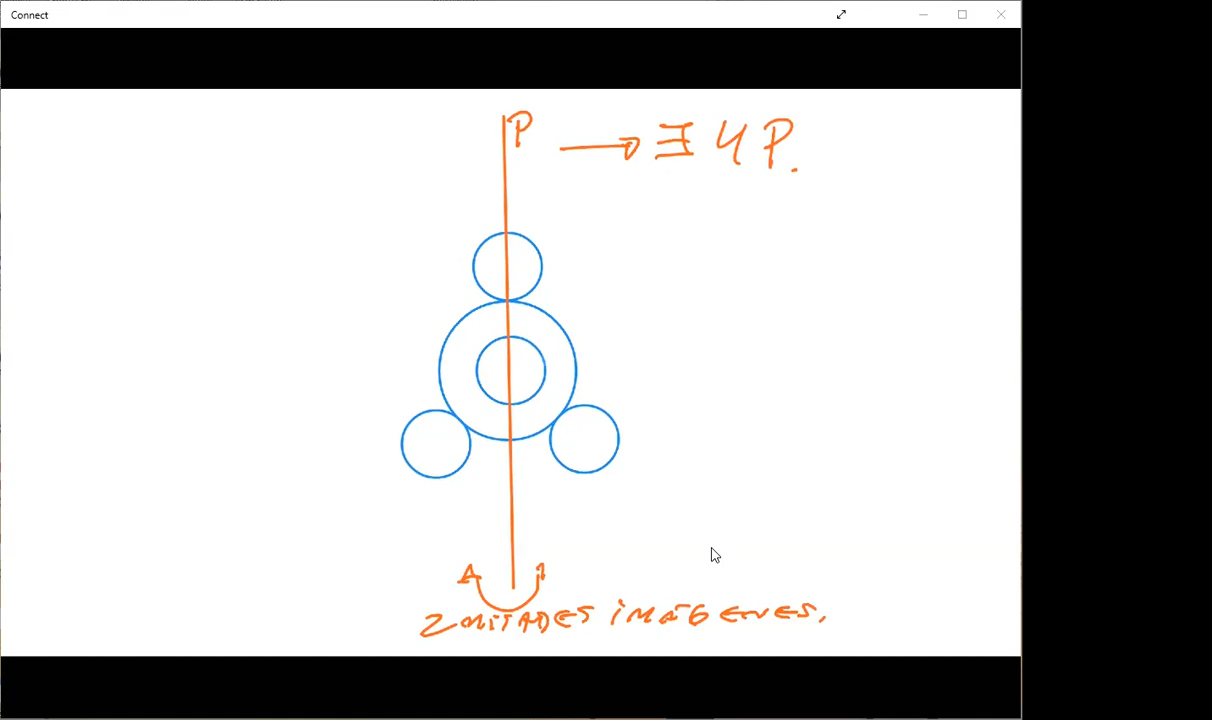 Connect
P → ∃ 4 P.
2 MITADES IMÁGENES.